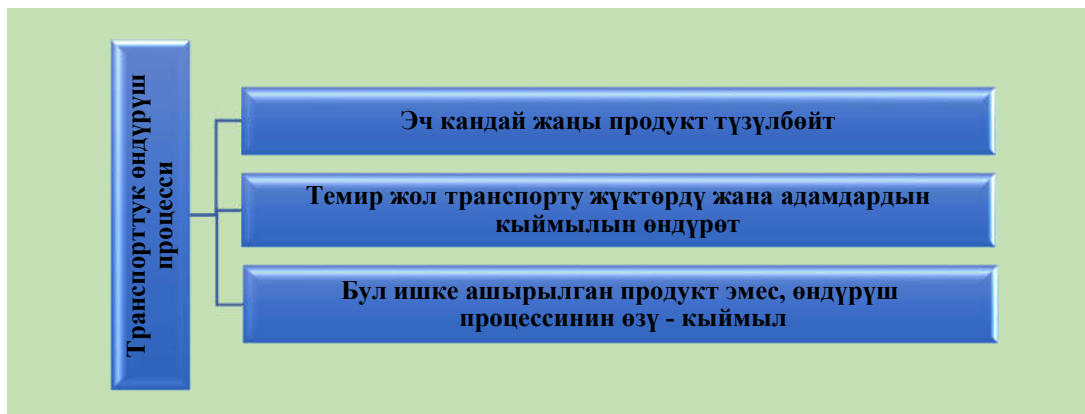 Транспорттук өндүрүш
процесси
Эч кандай жаңы продукт түзүлбөйт
Темир жол транспорту жүктөрдү жана адамдардын
кыймылын өндүрөт
Бул ишке ашырылган продукт эмес, өндүрүш
процессинин өзү - кыймыл